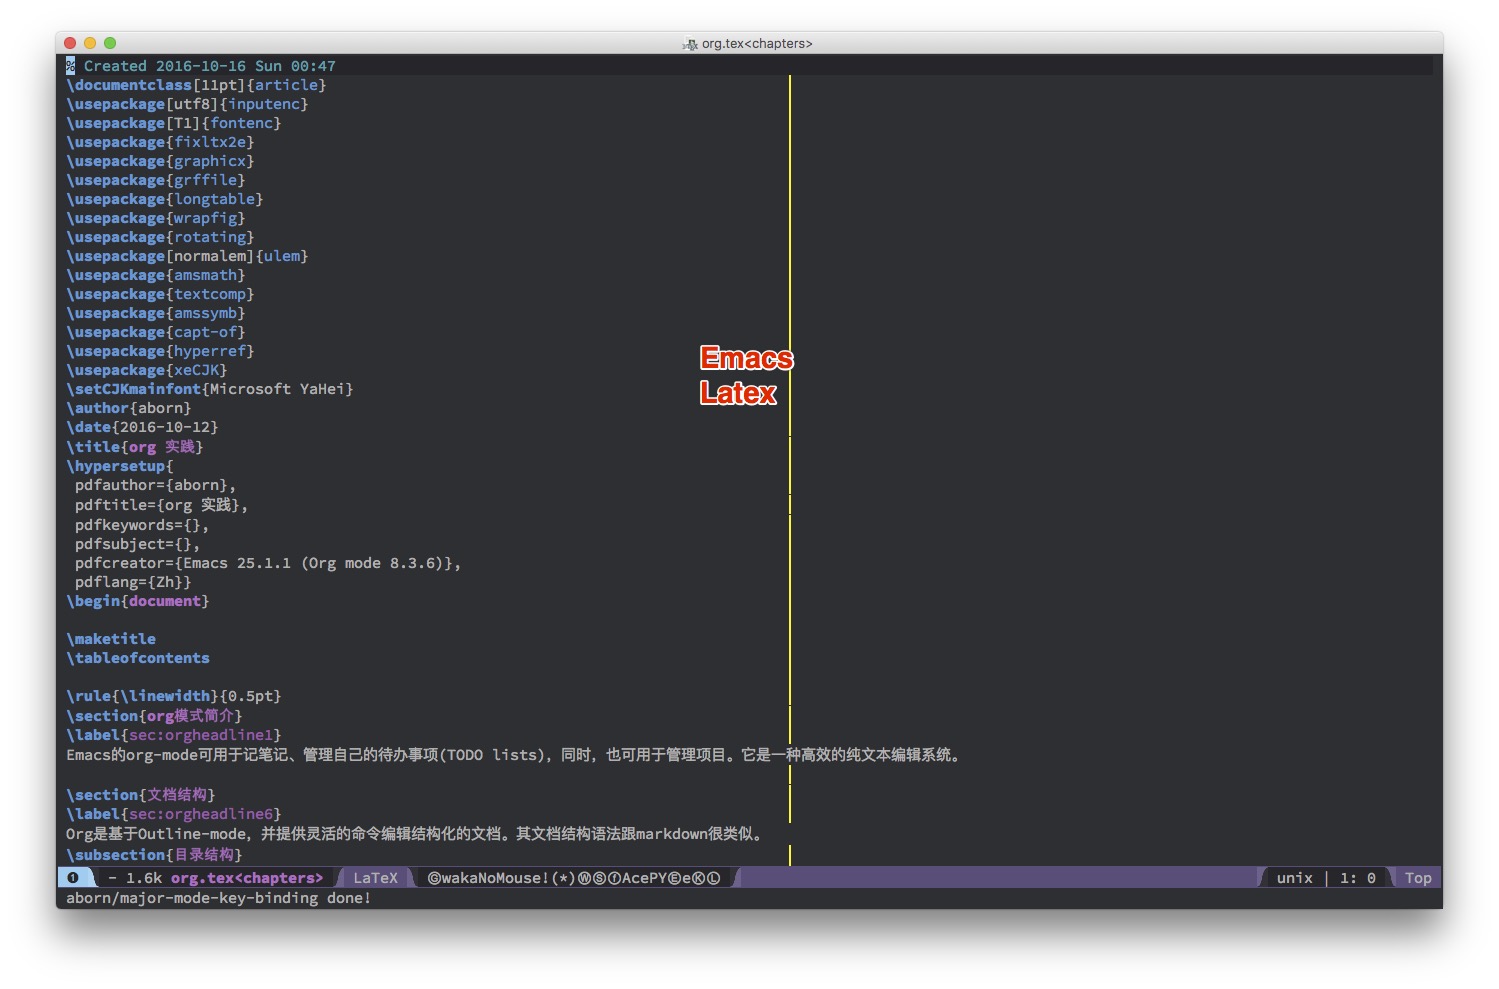 org.tex<chapters>
% Created 2016-10-16 Sun 00:47
\documentclass[11pt]{article}
\usepackage[utf8]{inputenc}
\usepackage[T1]{fontenc}
\usepackage{fixltx2e}
\usepackage{graphicx}
\usepackage{grffile}
\usepackage{longtable}
\usepackage{wrapfig}
\usepackage{rotating}
\usepackage[normalem]{ulem}
\usepackage{amsmath}
\usepackage{textcomp}
\usepackage{amssymb}
\usepackage{capt-of}
\usepackage{hyperref}
\usepackage{xeCJK}
\setCJKmainfont{Microsoft YaHei}
\author{aborn}
\date{2016-10-12}
\title{org 实践}
\hypersetup{
 pdfauthor={aborn},
 pdftitle={org 实践},
 pdfkeywords={},
 pdfsubject={},
 pdfcreator={Emacs 25.1.1 (Org mode 8.3.6)},
 pdflang={Zh}}
\begin{document}
\maketitle
\tableofcontents
\rule{\linewidth}{0.5pt}
\section{org模式简介}
\label{sec:orgheadline1}
Emacs的org-mode可用于记笔记、管理自己的待办事项(TODO lists)，同时，也可用于管理项目。它是一种高效的纯文本编辑系统。
\section{文档结构}
\label{sec:orgheadline6}
Org是基于Outline-mode，并提供灵活的命令编辑结构化的文档。其文档结构语法跟markdown很类似。
\subsection{目录结构}
Emacs
Latex
❶ - 1.6k org.tex<chapters> LaTeX ⒼwakaNoMouse!(*)ⓌⓈⓕAcePYⒺeⓀⓁ unix | 1: 0 Top
aborn/major-mode-key-binding done!